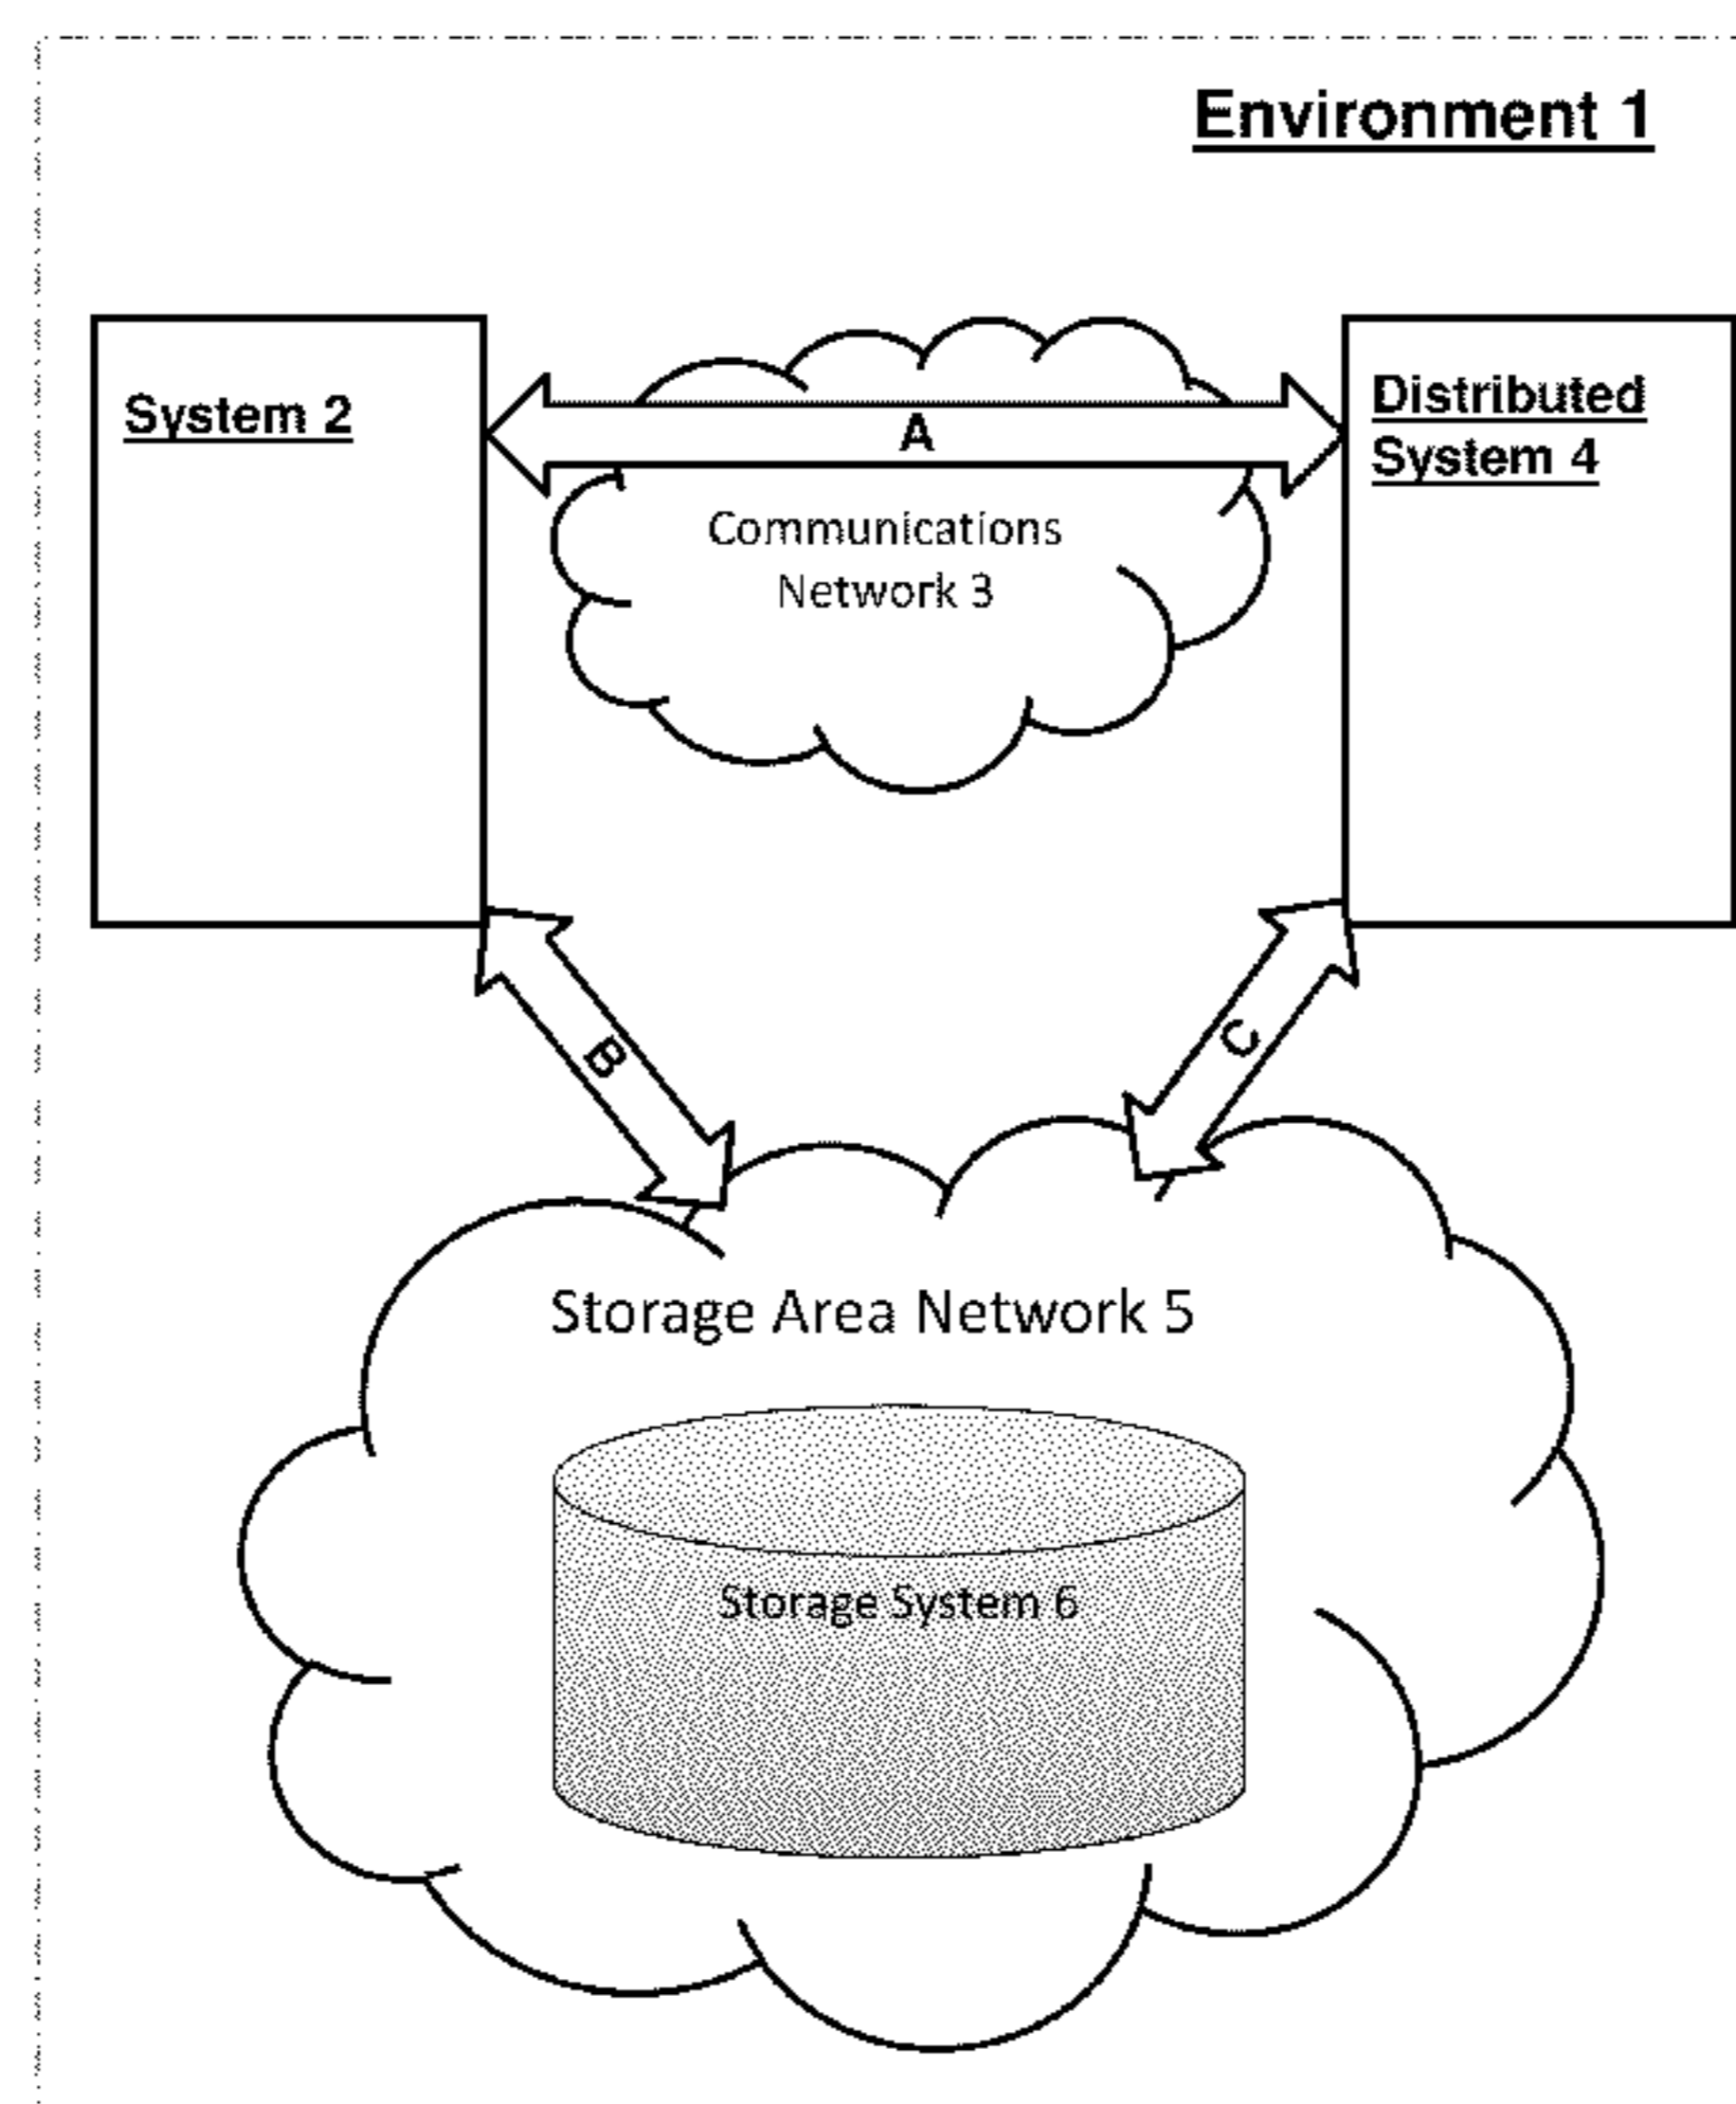 Environment 1
System 2
A
Distributed
System 4
Communications
Network 3
B
C
Storage Area Network 5
Storage System 6